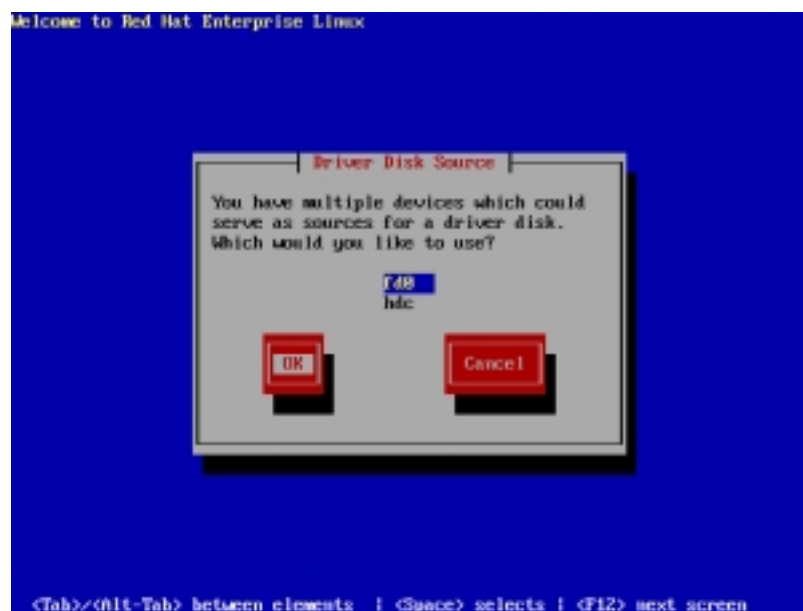 Welcome to Red Hat Enterprise Linux
Driver Disk Source
You have multiple devices which could
serve as sources for a driver disk.
Which would you like to use?
fd0
hdc
OK
Cancel
<Tab>/<Alt-Tab> between elements | <Space> selects | <F12> next screen